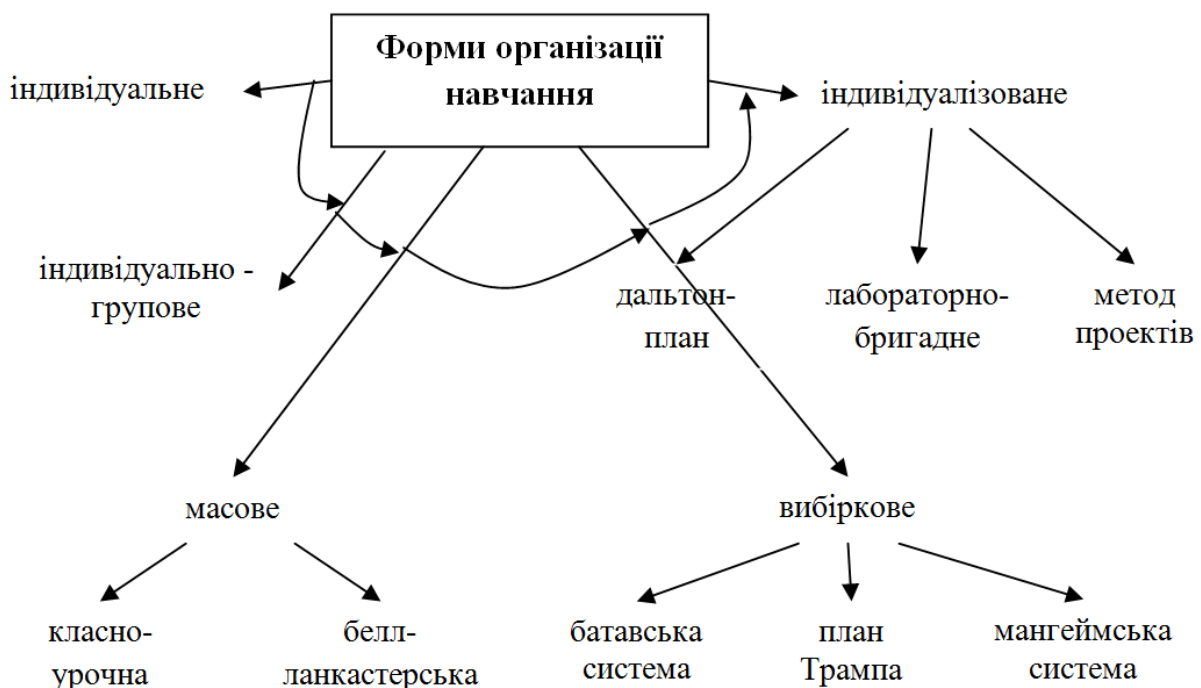 Форми організації
навчання
індивідуальне
індивідуалізоване
індивідуально -
групове
дальтон-
план
лабораторно-
бригадне
метод
проектів
масове
вибіркове
класно-
урочна
белл-
ланкастерська
батавська
система
план
Трампа
мангеймська
система